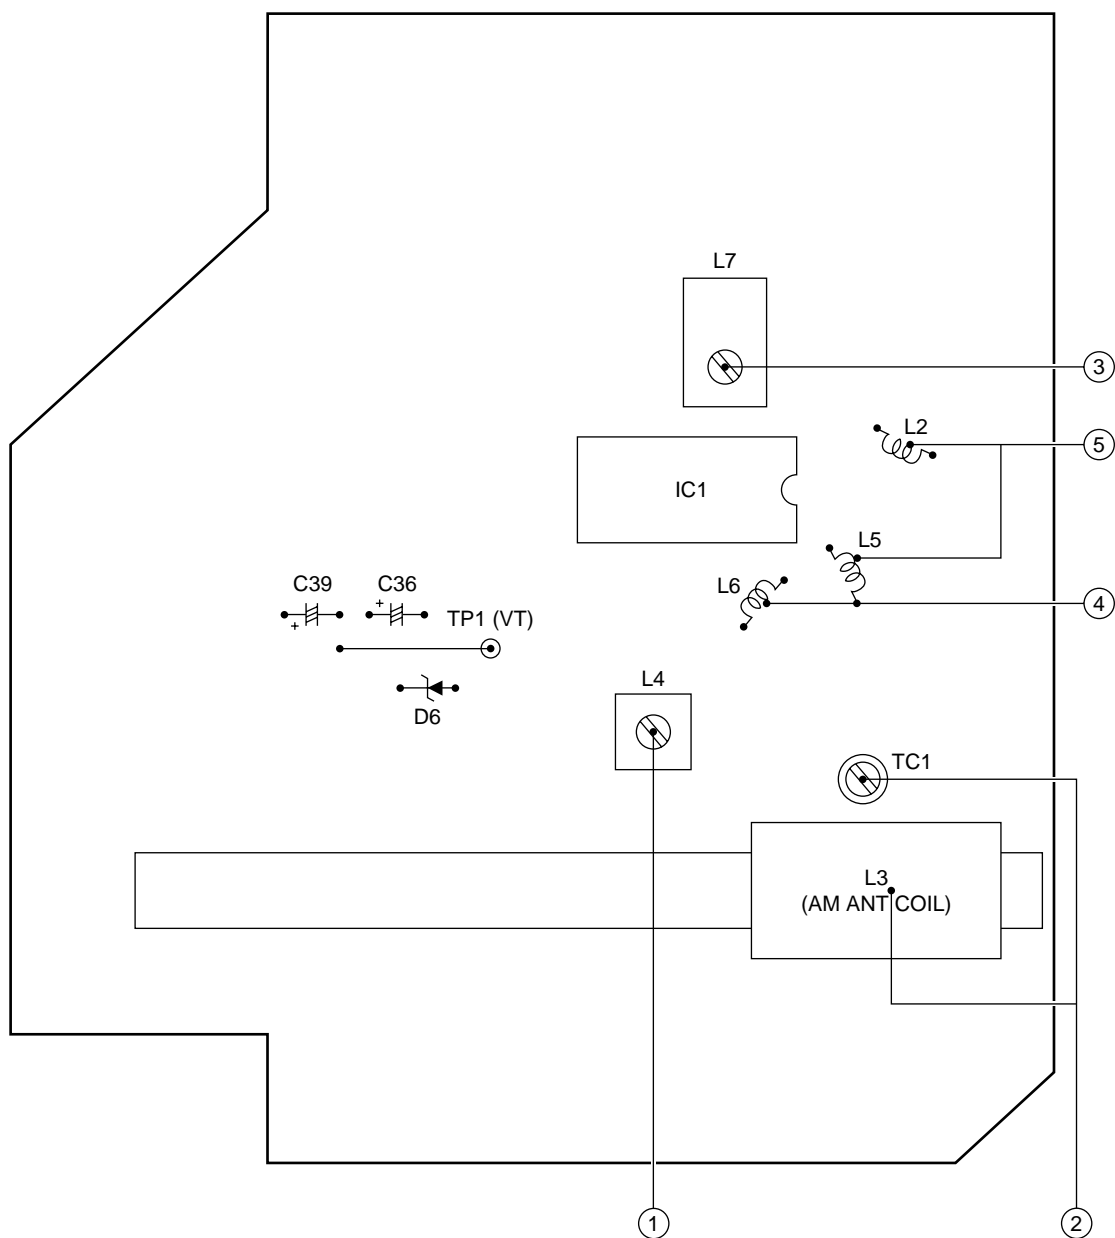 L7
3
L2
5
IC1
L5
C39
C36
L6
4
+
+
TP1 (VT)
L4
D6
TC1
L3
(AM ANT COIL)
1
2